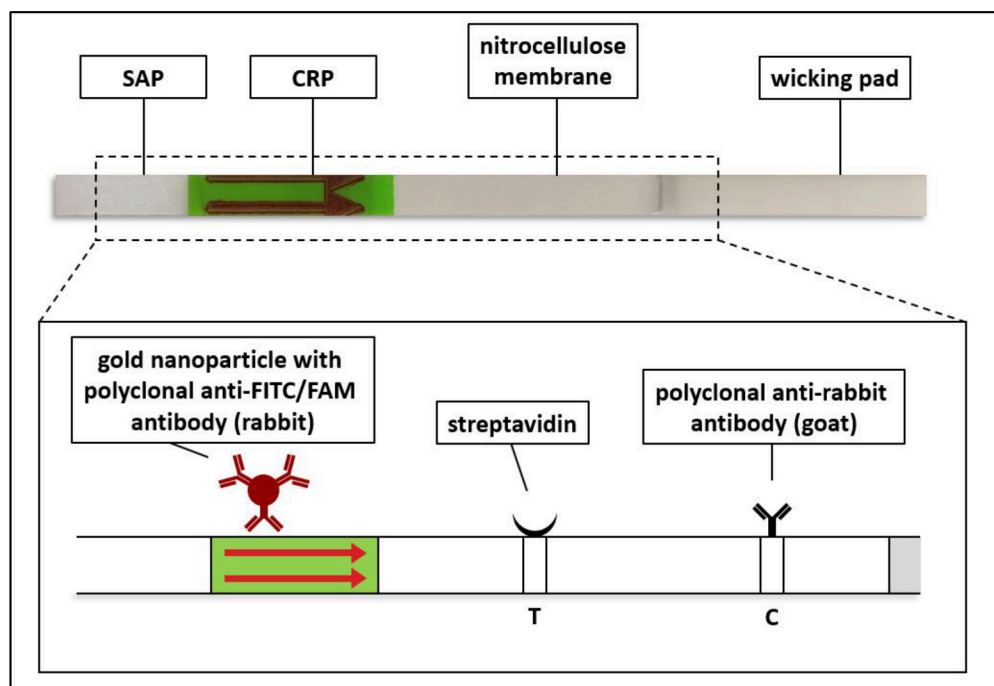 SAP
CRP
nitrocellulose
membrane
wicking pad
gold nanoparticle with
polyclonal anti-FITC/FAM
antibody (rabbit)
streptavidin
polyclonal anti-rabbit
antibody (goat)
T
C